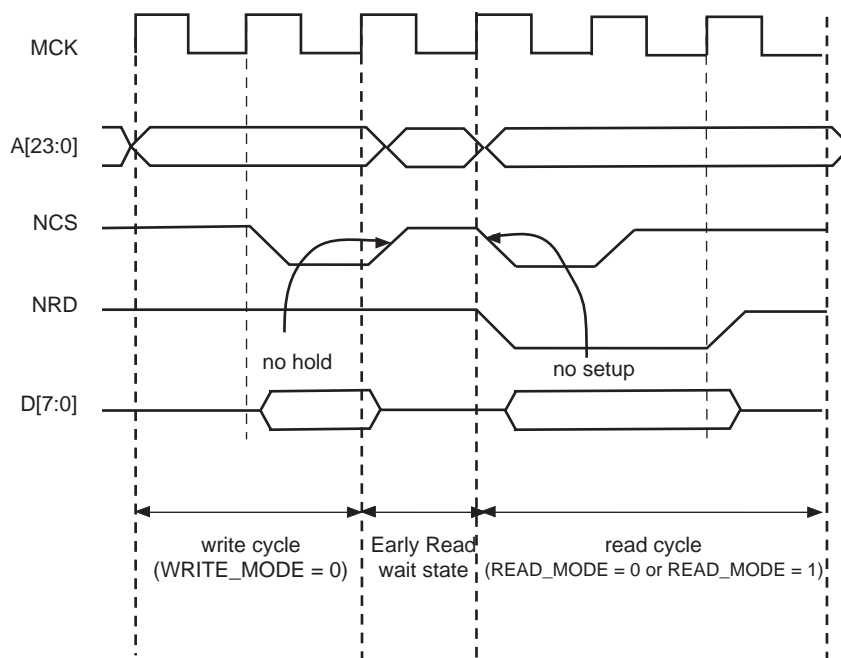 MCK
A[23:0]
NCS
NRD
no hold
no setup
D[7:0]
write cycle
(WRITE_MODE = 0)
Early Read
wait state
read cycle
(READ_MODE = 0 or READ_MODE = 1)